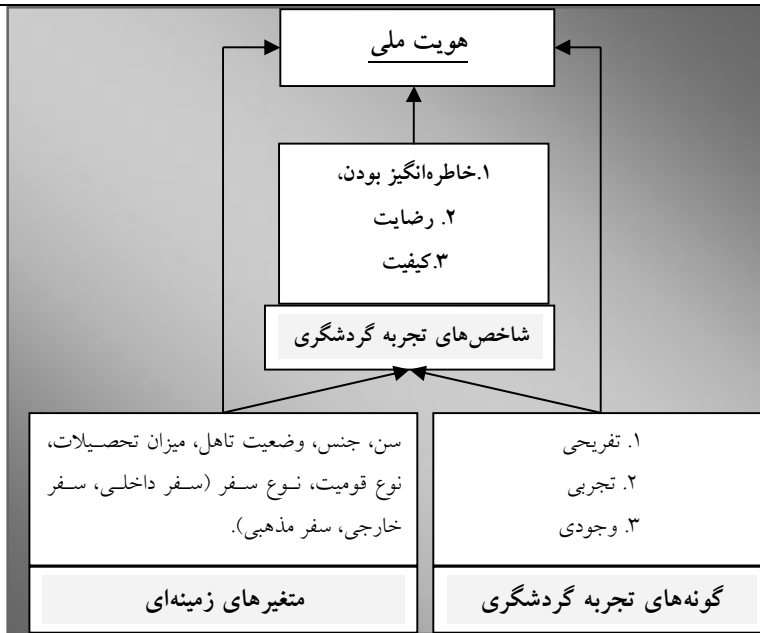 هویت ملی
۱.خاطره‌انگیز بودن،
۲. رضایت
۳.کیفیت
شاخص‌های تجربه گردشگری
۱. تفریحی
۲. تجربی
۳. وجودی
گونه‌های تجربه گردشگری
سن، جنس، وضعیت تاهل، میزان تحصیلات،
نوع قومیت، نوع سفر (سفر داخلی، سفر
خارجی، سفر مذهبی).
متغیرهای زمینه‌ای